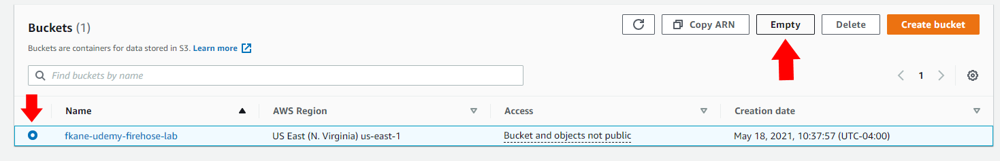 Buckets (1)
Copy ARN
Empty
Delete
Create bucket
Buckets are containers for data stored in S3. Learn more
Find buckets by name
1
Name
AWS Region
Access
Creation date
fkane-udemy-firehose-lab
US East (N. Virginia) us-east-1
Bucket and objects not public
May 18, 2021, 10:37:57 (UTC-04:00)